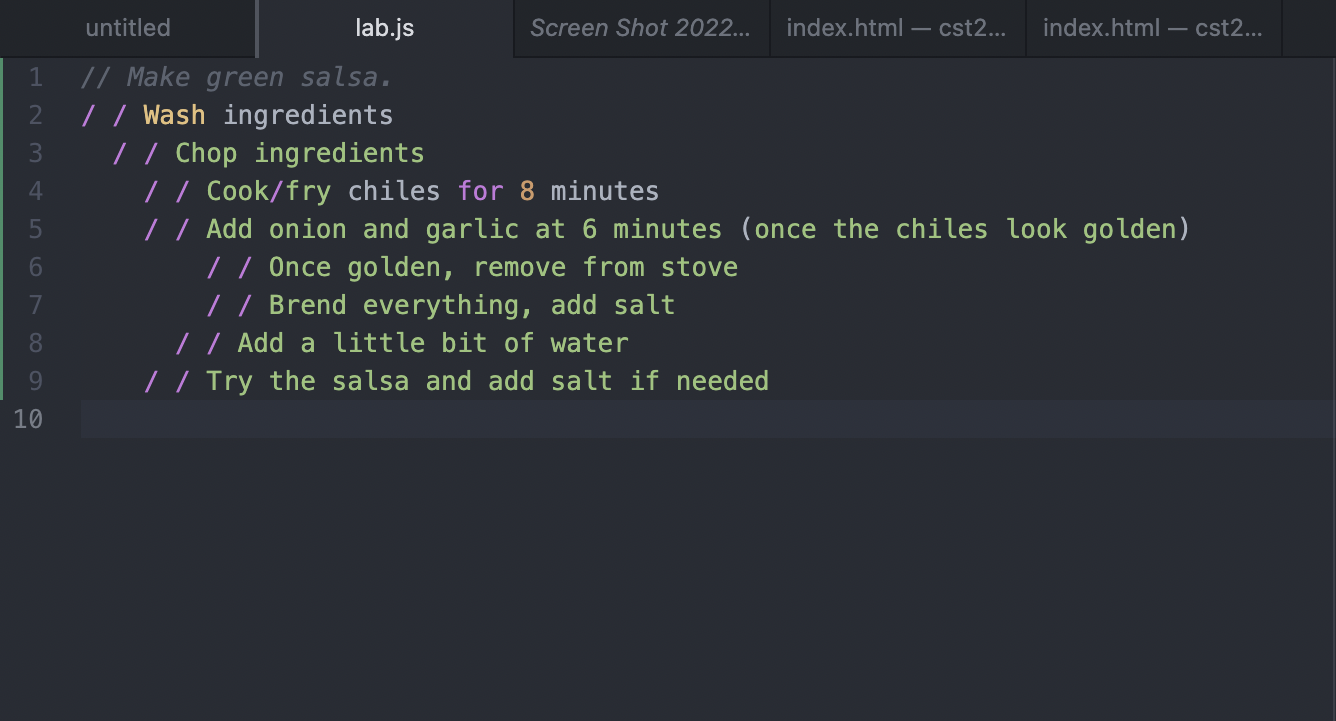 untitled
lab.js
Screen Shot 2022...
index.html — cst2...
index.html — cst2...
1 // Make green salsa.
2 / / Wash ingredients
3 / / Chop ingredients
4 / / Cook/fry chiles for 8 minutes
5 / / Add onion and garlic at 6 minutes (once the chiles look golden)
6 / / Once golden, remove from stove
7 / / Brend everything, add salt
8 / / Add a little bit of water
9 / / Try the salsa and add salt if needed
10